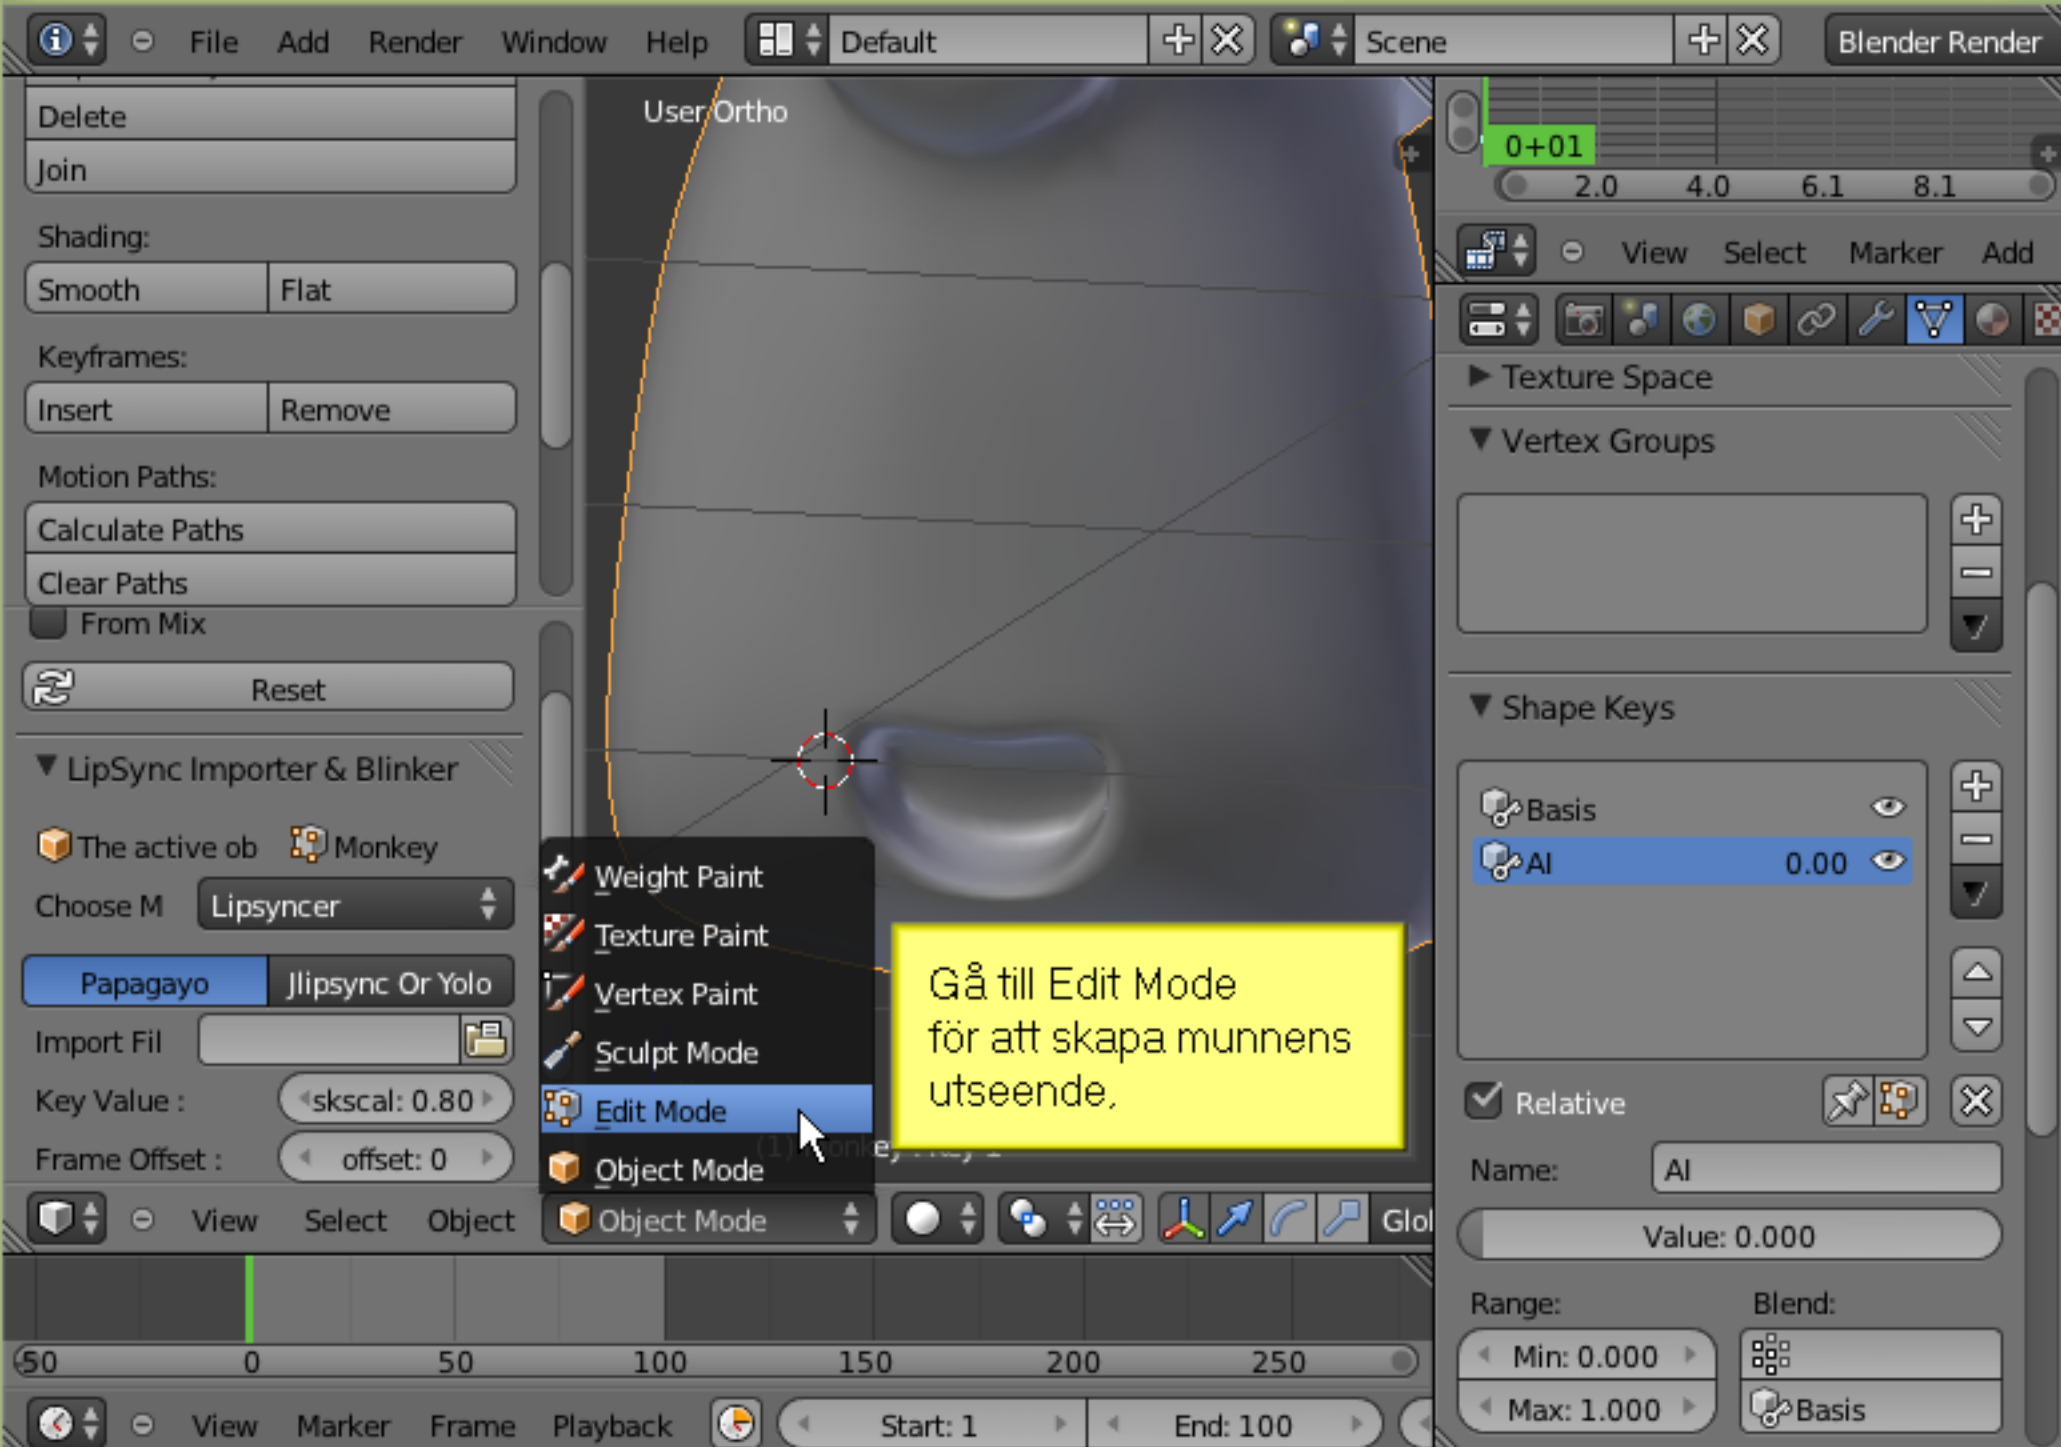 File Add Render Window Help Default Scene Blender Render
Delete
Join
Shading:
Smooth Flat
Keyframes:
Insert Remove
Motion Paths:
Calculate Paths
Clear Paths
From Mix
Reset
LipSync Importer & Blinker
The active ob Monkey
Choose M Lipsyncer
Papagayo Jlipsync Or Yolo
Import Fil
Key Value : skscal: 0.80
Frame Offset : offset: 0
User Ortho
Weight Paint
Texture Paint
Vertex Paint
Sculpt Mode
Edit Mode
Object Mode
Gå till Edit Mode
för att skapa munnens
utseende,
View Select Object Object Mode Glo
-50 0 50 100 150 200 250
View Marker Frame Playback Start: 1 End: 100
0+01
2.0 4.0 6.1 8.1
View Select Marker Add
Texture Space
Vertex Groups
Shape Keys
Basis
AI 0.00
Relative
Name: AI
Value: 0.000
Range: Blend:
Min: 0.000
Max: 1.000 Basis